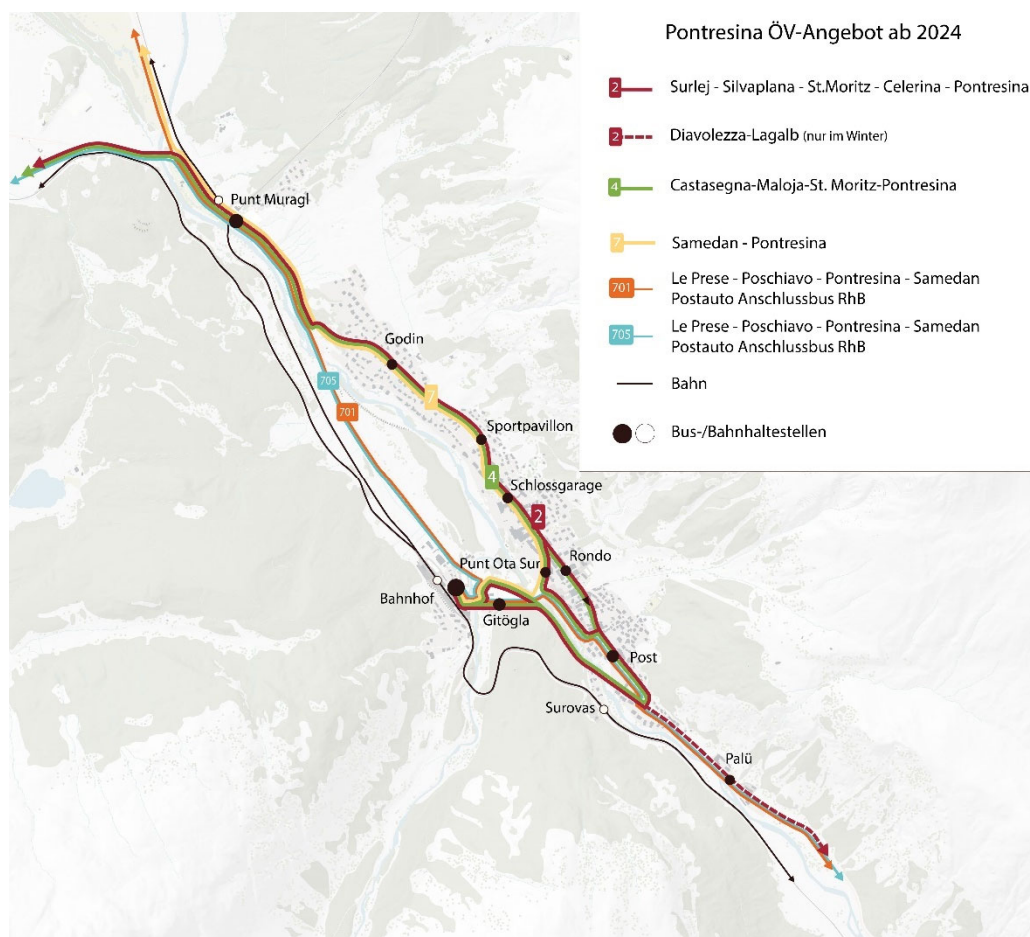 Pontresina ÖV-Angebot ab 2024
2 Surlej - Silvaplana - St.Moritz - Celerina - Pontresina
2 Diavolezza-Lagalb (nur im Winter)
4 Castasegna-Maloja-St. Moritz-Pontresina
7 Samedan - Pontresina
701 Le Prese - Poschiavo - Pontresina - Samedan
Postauto Anschlussbus RhB
705 Le Prese - Poschiavo - Pontresina - Samedan
Postauto Anschlussbus RhB
Bahn
Bus-/Bahnhaltestellen
Punt Muragl
Godin
705
7
701
Sportpavillon
4
Schlossgarage
2
Punt Ota Sur
Rondo
Bahnhof
Gitögla
Post
Surovas
Palü